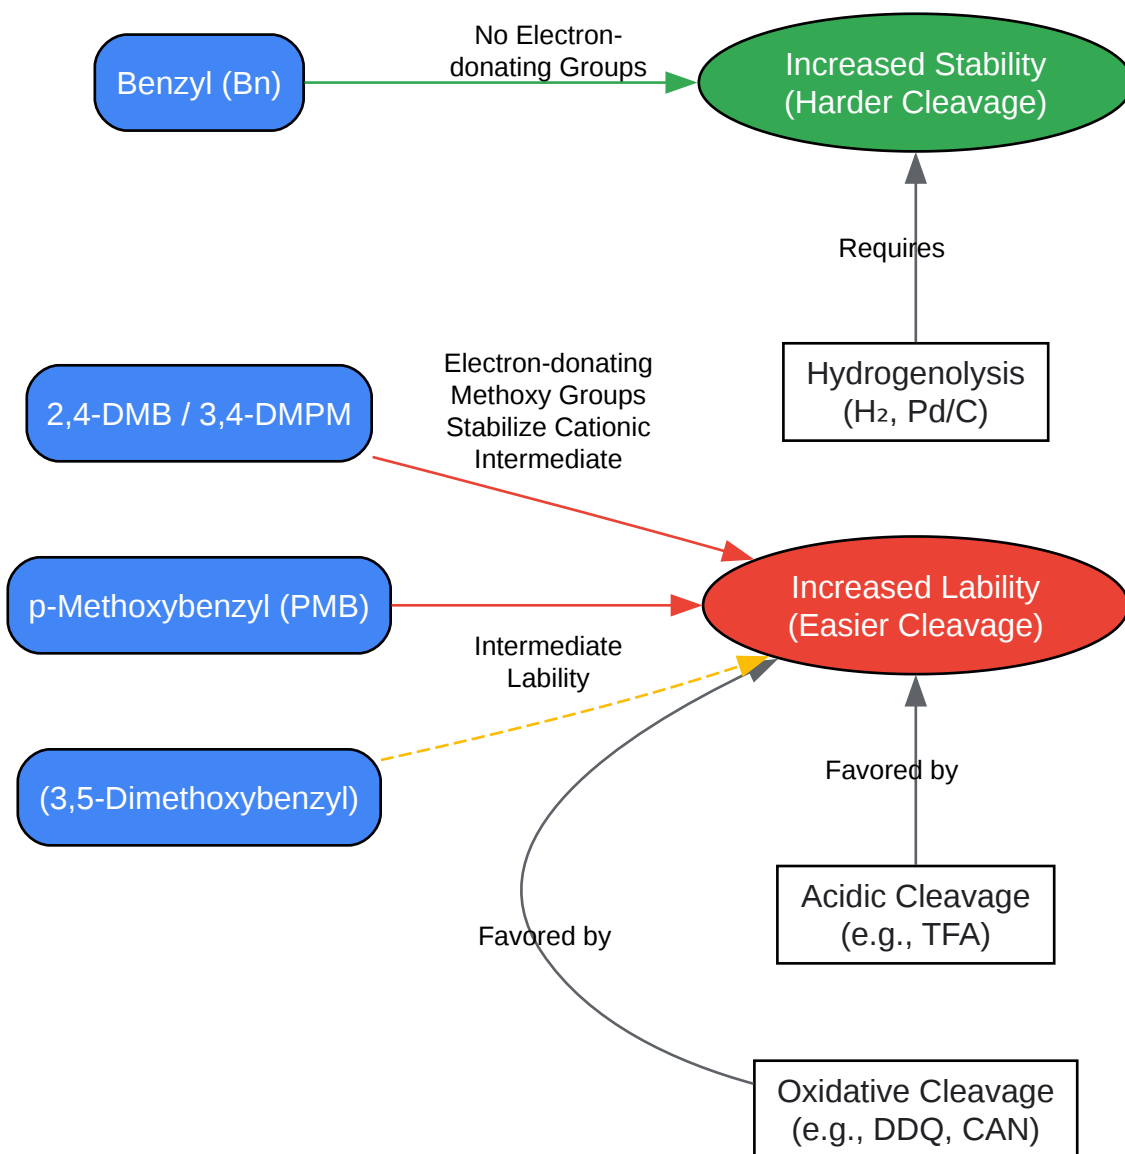 Benzyl (Bn)
No Electron-
donating Groups
Increased Stability
(Harder Cleavage)
Requires
Hydrogenolysis
(H₂, Pd/C)
2,4-DMB / 3,4-DMPM
Electron-donating
Methoxy Groups
Stabilize Cationic
Intermediate
p-Methoxybenzyl (PMB)
Increased Lability
(Easier Cleavage)
Intermediate
Lability
(3,5-Dimethoxybenzyl)
Favored by
Acidic Cleavage
(e.g., TFA)
Favored by
Oxidative Cleavage
(e.g., DDQ, CAN)